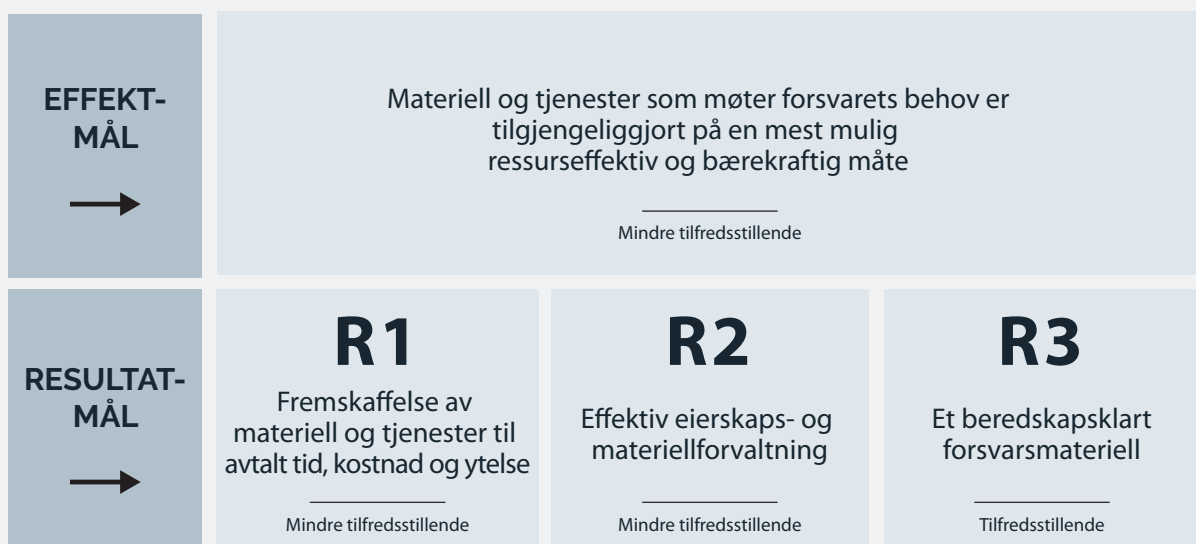 EFFEKT-
MÅL
Materiell og tjenester som møter forsvarets behov er
tilgjengeliggjort på en mest mulig
ressurseffektiv og bærekraftig måte
Mindre tilfredsstillende
RESULTAT-
MÅL
R1
Fremskaffelse av
materiell og tjenester til
avtalt tid, kostnad og ytelse
Mindre tilfredsstillende
R2
Effektiv eierskaps- og
materiellforvaltning
Mindre tilfredsstillende
R3
Et beredskapsklart
forsvarsmateriell
Tilfredsstillende